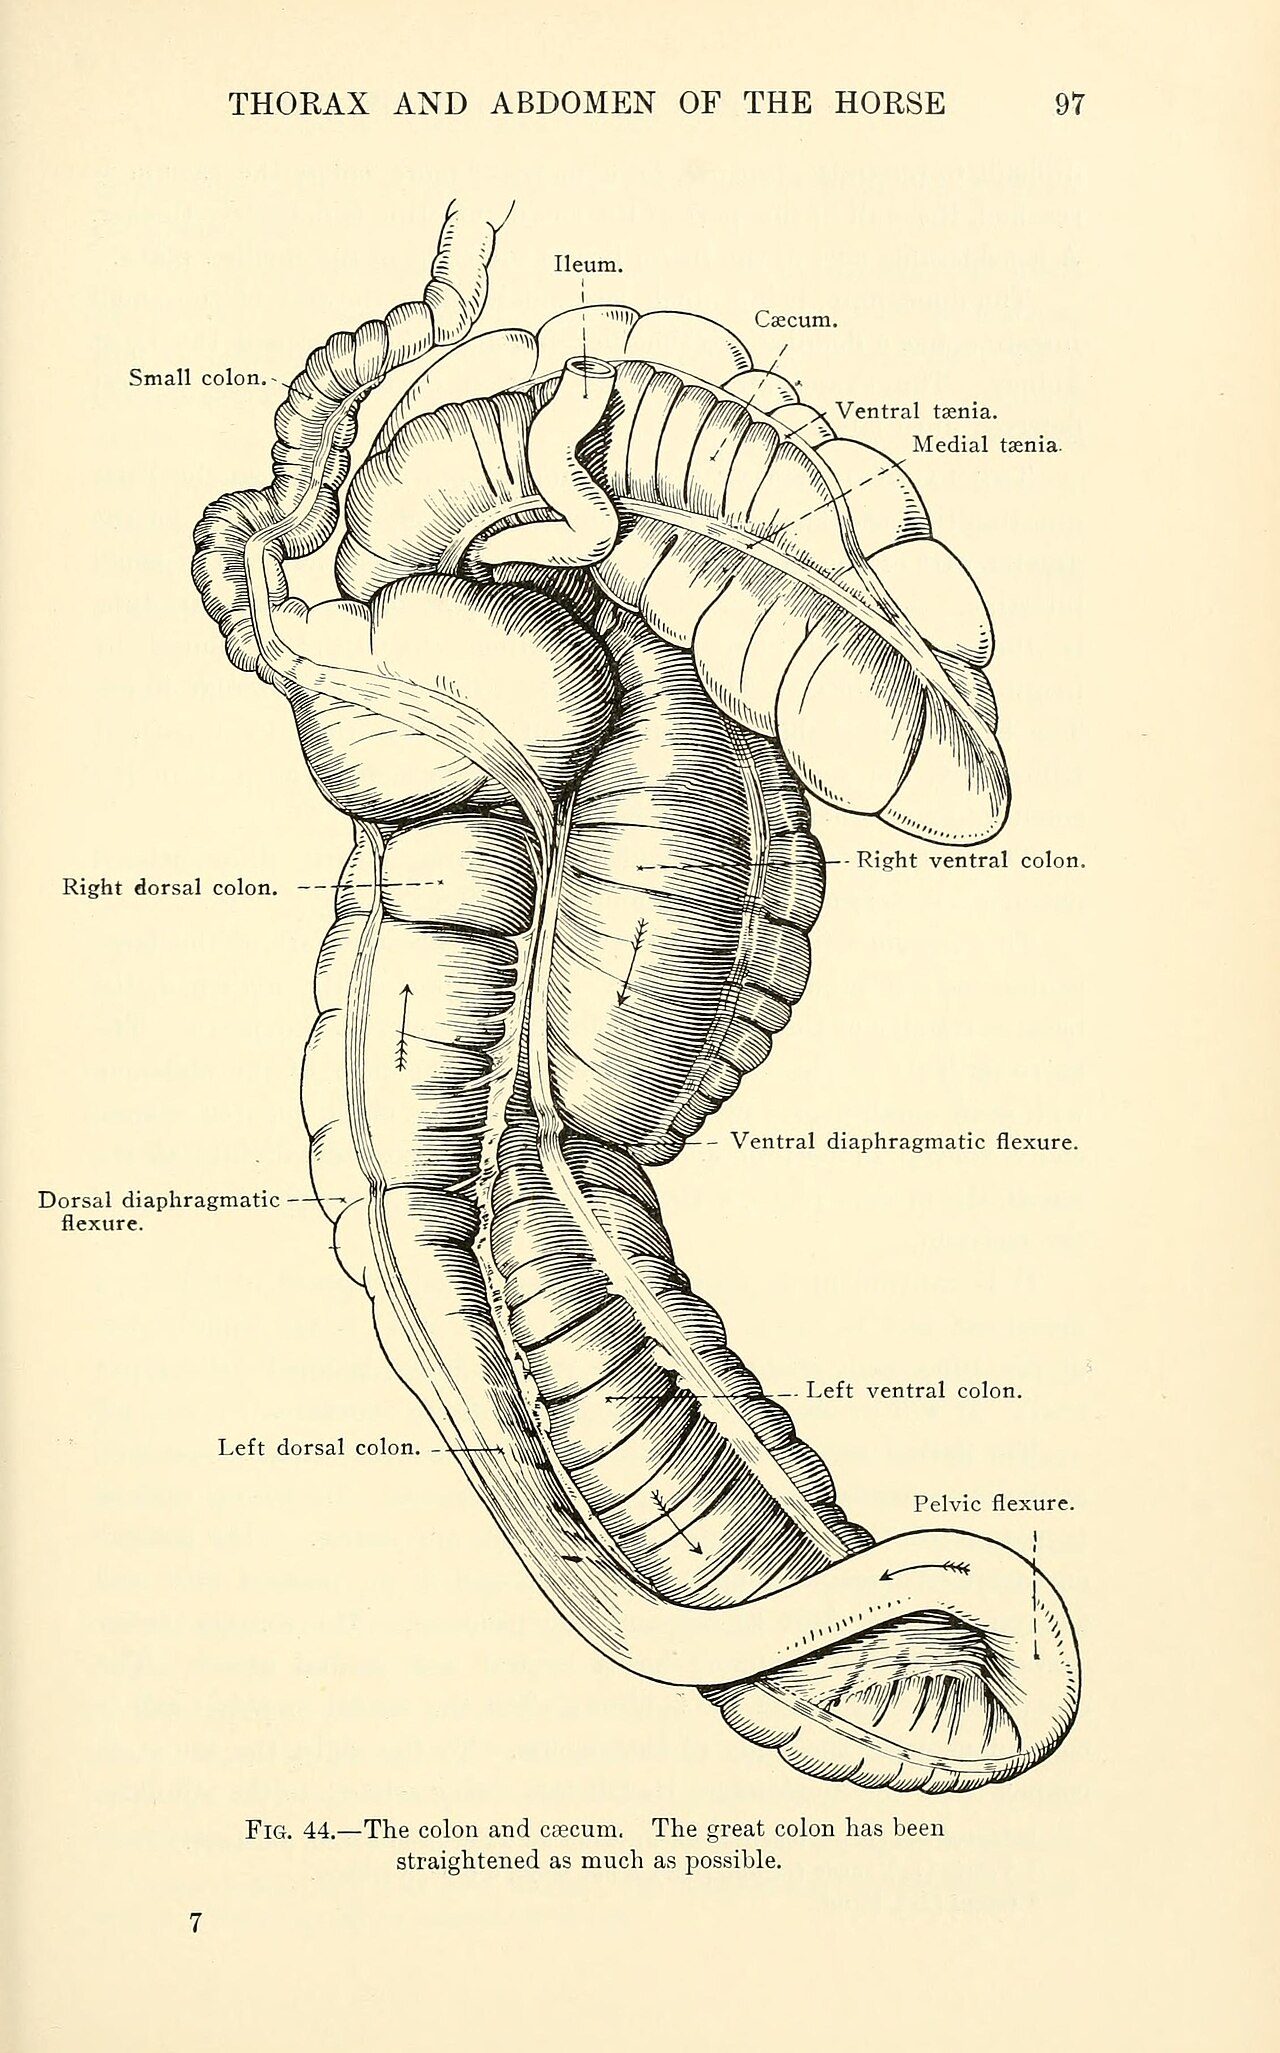 THORAX AND ABDOMEN OF THE HORSE 97
Ileum.
Cæcum.
Small colon.
Ventral tænia.
Medial tænia.
Right ventral colon.
Right dorsal colon.
Ventral diaphragmatic flexure.
Dorsal diaphragmatic
flexure.
Left ventral colon.
Left dorsal colon.
Pelvic flexure.
FIG. 44.—The colon and cæcum. The great colon has been
straightened as much as possible.
7